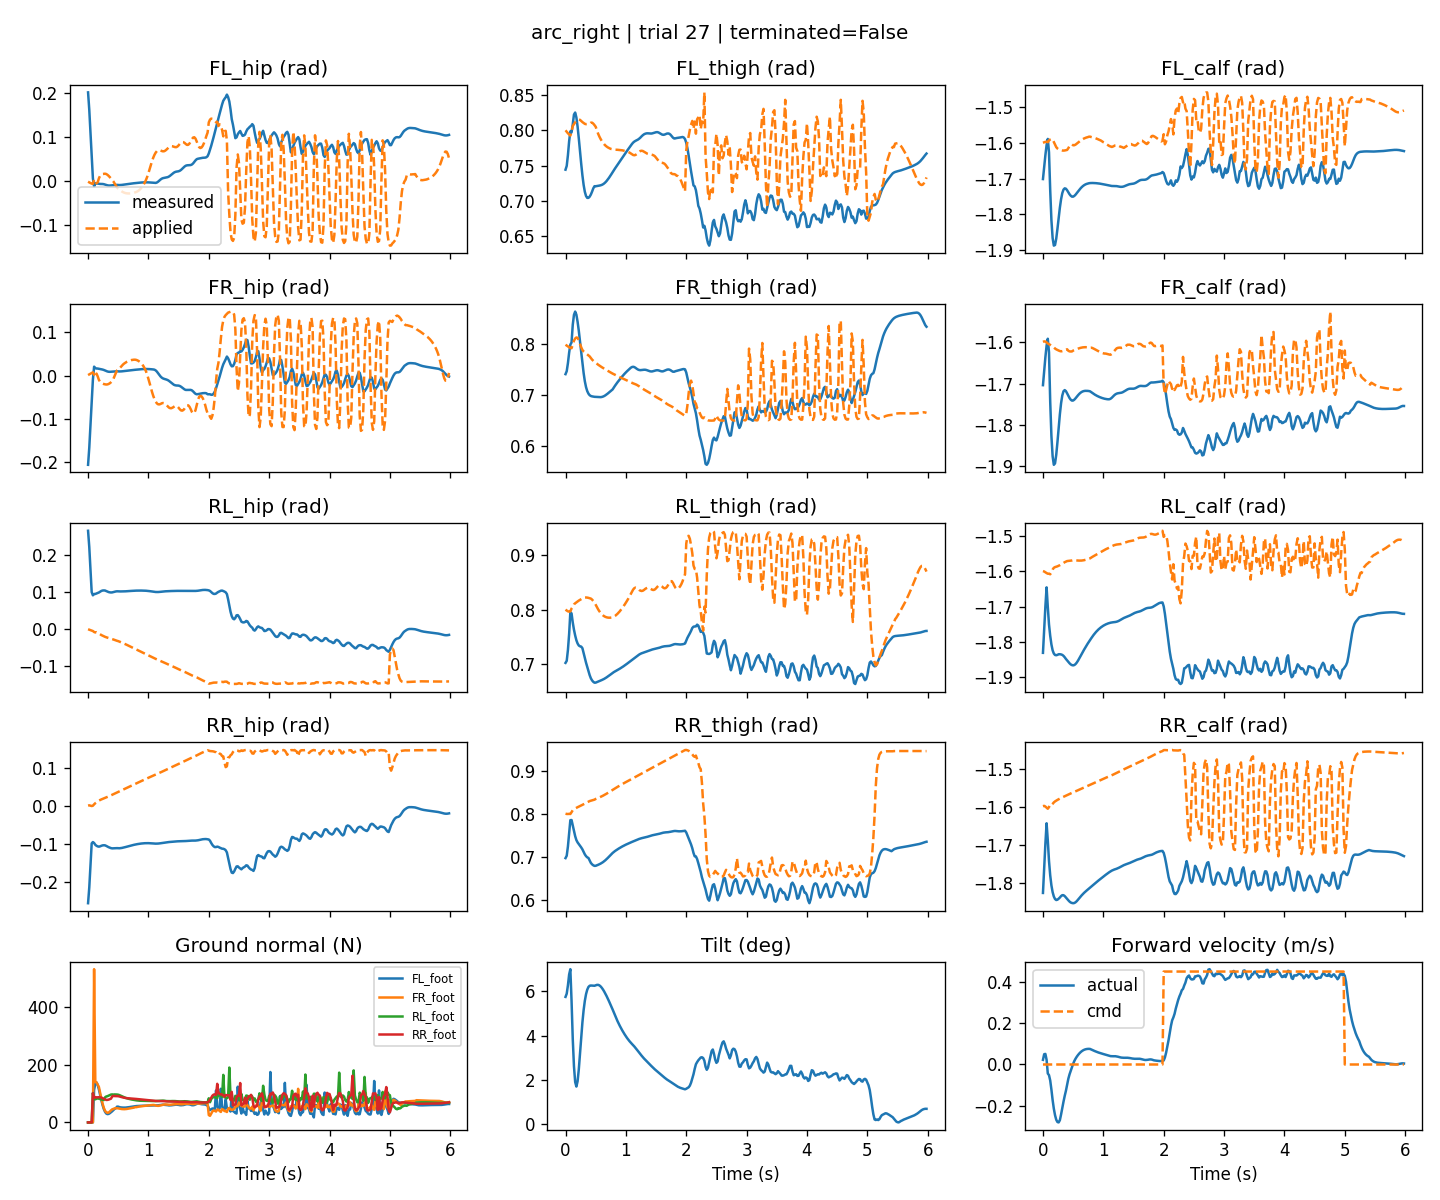 arc_right | trial 27 | terminated=False
FL_hip (rad)
0.2
0.1
0.0
−0.1
measured
applied
FL_thigh (rad)
0.85
0.80
0.75
0.70
0.65
FL_calf (rad)
−1.5
−1.6
−1.7
−1.8
−1.9
FR_hip (rad)
0.1
0.0
−0.1
−0.2
FR_thigh (rad)
0.8
0.7
0.6
FR_calf (rad)
−1.6
−1.7
−1.8
−1.9
RL_hip (rad)
0.2
0.1
0.0
−0.1
RL_thigh (rad)
0.9
0.8
0.7
RL_calf (rad)
−1.5
−1.6
−1.7
−1.8
−1.9
RR_hip (rad)
0.1
0.0
−0.1
−0.2
RR_thigh (rad)
0.9
0.8
0.7
0.6
RR_calf (rad)
−1.5
−1.6
−1.7
−1.8
Ground normal (N)
400
200
0
FL_foot
FR_foot
RL_foot
RR_foot
0 1 2 3 4 5 6
Time (s)
Tilt (deg)
6
4
2
0
0 1 2 3 4 5 6
Time (s)
Forward velocity (m/s)
0.4
0.2
0.0
−0.2
actual
cmd
0 1 2 3 4 5 6
Time (s)